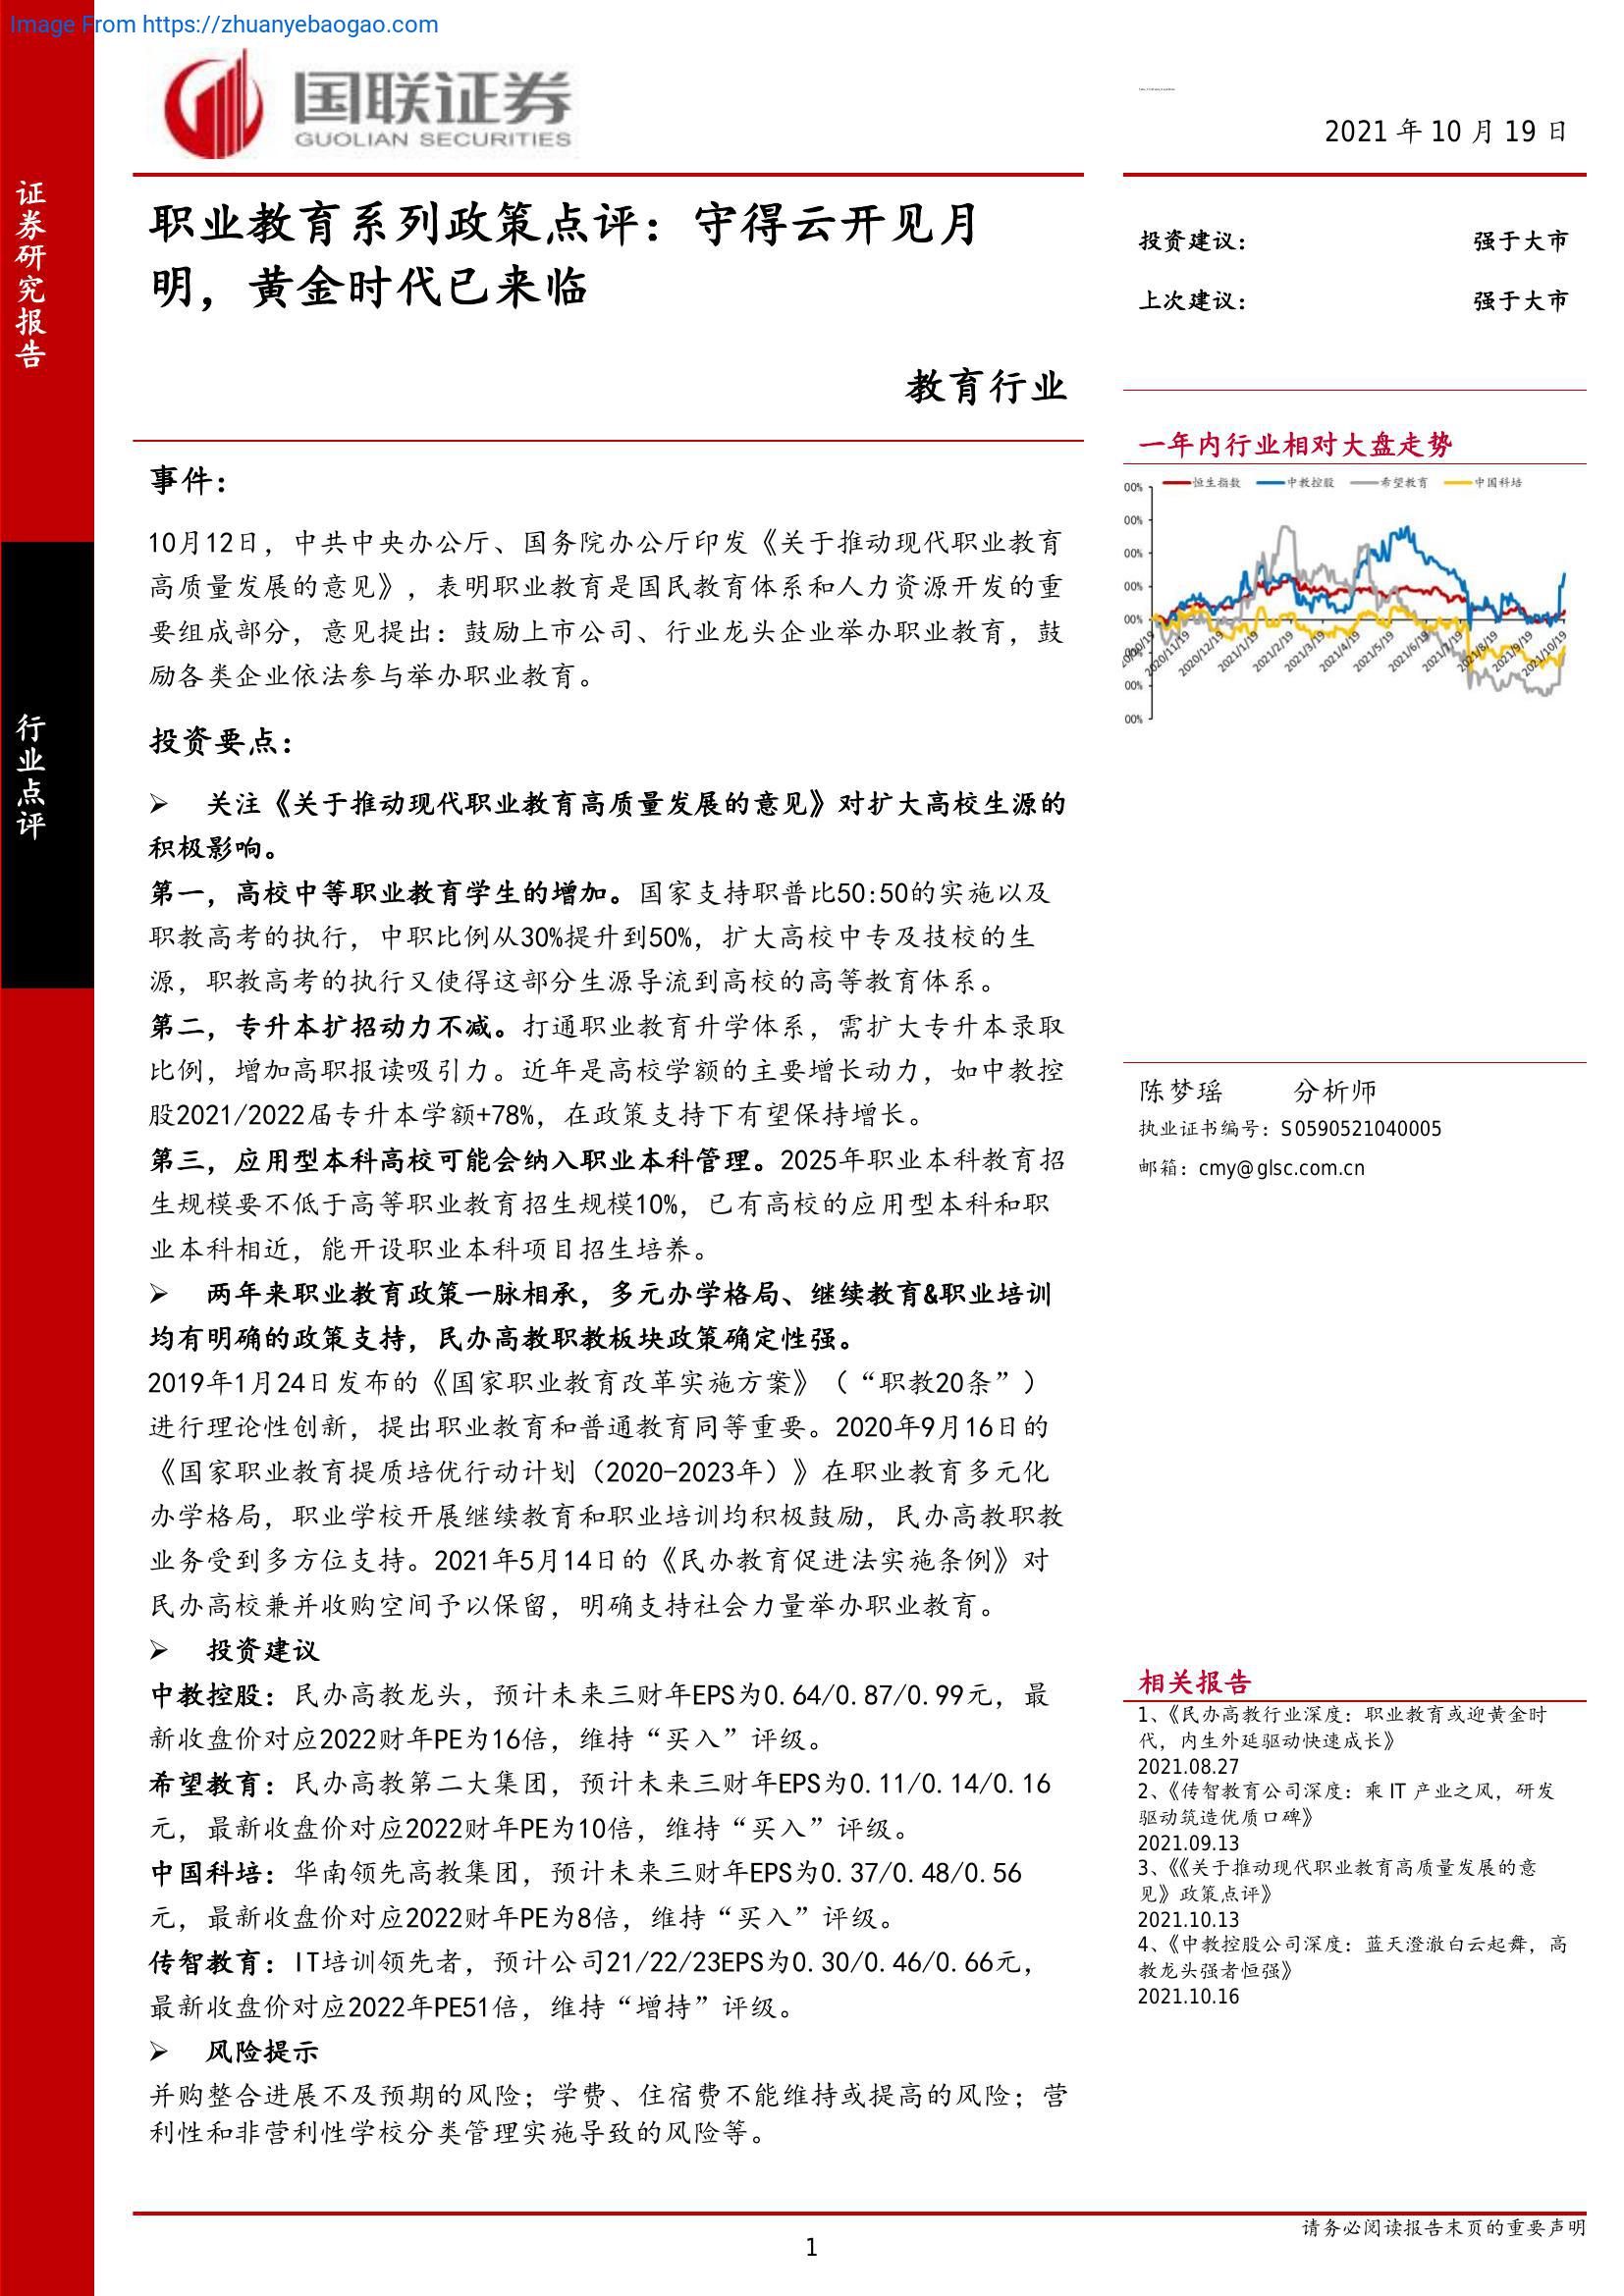 Image From https://zhuanyebaogao.com
国联证券
GUOLIAN SECURITIES
2021 年 10 月 19 日
证券研究报告
行业点评
职业教育系列政策点评：守得云开见月
明，黄金时代已来临
教育行业
投资建议： 强于大市
上次建议： 强于大市
事件：
10月12日，中共中央办公厅、国务院办公厅印发《关于推动现代职业教育
高质量发展的意见》，表明职业教育是国民教育体系和人力资源开发的重
要组成部分，意见提出：鼓励上市公司、行业龙头企业举办职业教育，鼓
励各类企业依法参与举办职业教育。
投资要点：
➢ 关注《关于推动现代职业教育高质量发展的意见》对扩大高校生源的
积极影响。
第一，高校中等职业教育学生的增加。国家支持职普比50:50的实施以及
职教高考的执行，中职比例从30%提升到50%，扩大高校中专及技校的生
源，职教高考的执行又使得这部分生源导流到高校的高等教育体系。
第二，专升本扩招动力不减。打通职业教育升学体系，需扩大专升本录取
比例，增加高职报读吸引力。近年是高校学额的主要增长动力，如中教控
股2021/2022届专升本学额+78%，在政策支持下有望保持增长。
第三，应用型本科高校可能会纳入职业本科管理。2025年职业本科教育招
生规模要不低于高等职业教育招生规模10%，已有高校的应用型本科和职
业本科相近，能开设职业本科项目招生培养。
➢ 两年来职业教育政策一脉相承，多元办学格局、继续教育&职业培训
均有明确的政策支持，民办高教职教板块政策确定性强。
2019年1月24日发布的《国家职业教育改革实施方案》（“职教20条”）
进行理论性创新，提出职业教育和普通教育同等重要。2020年9月16日的
《国家职业教育提质培优行动计划（2020-2023年）》在职业教育多元化
办学格局，职业学校开展继续教育和职业培训均积极鼓励，民办高教职教
业务受到多方位支持。2021年5月14日的《民办教育促进法实施条例》对
民办高校兼并收购空间予以保留，明确支持社会力量举办职业教育。
➢ 投资建议
中教控股：民办高教龙头，预计未来三财年EPS为0.64/0.87/0.99元，最
新收盘价对应2022财年PE为16倍，维持“买入”评级。
希望教育：民办高教第二大集团，预计未来三财年EPS为0.11/0.14/0.16
元，最新收盘价对应2022财年PE为10倍，维持“买入”评级。
中国科培：华南领先高教集团，预计未来三财年EPS为0.37/0.48/0.56
元，最新收盘价对应2022财年PE为8倍，维持“买入”评级。
传智教育：IT培训领先者，预计公司21/22/23EPS为0.30/0.46/0.66元，
最新收盘价对应2022年PE51倍，维持“增持”评级。
➢ 风险提示
并购整合进展不及预期的风险；学费、住宿费不能维持或提高的风险；营
利性和非营利性学校分类管理实施导致的风险等。
一年内行业相对大盘走势
恒生指数 中教控股 希望教育 中国科培
00%
00%
00%
00%
00%
00%
00%
2020/11/19
2020/12/19
2021/1/19
2021/2/19
2021/3/19
2021/4/19
2021/5/19
2021/6/19
2021/7/19
2021/8/19
2021/9/19
2021/10/19
陈梦瑶 分析师
执业证书编号：S0590521040005
邮箱：cmy@glsc.com.cn
相关报告
1、《民办高教行业深度：职业教育或迎黄金时
代，内生外延驱动快速成长》
2021.08.27
2、《传智教育公司深度：乘 IT 产业之风，研发
驱动筑造优质口碑》
2021.09.13
3、《《关于推动现代职业教育高质量发展的意
见》政策点评》
2021.10.13
4、《中教控股公司深度：蓝天澄澈白云起舞，高
教龙头强者恒强》
2021.10.16
请务必阅读报告末页的重要声明
1